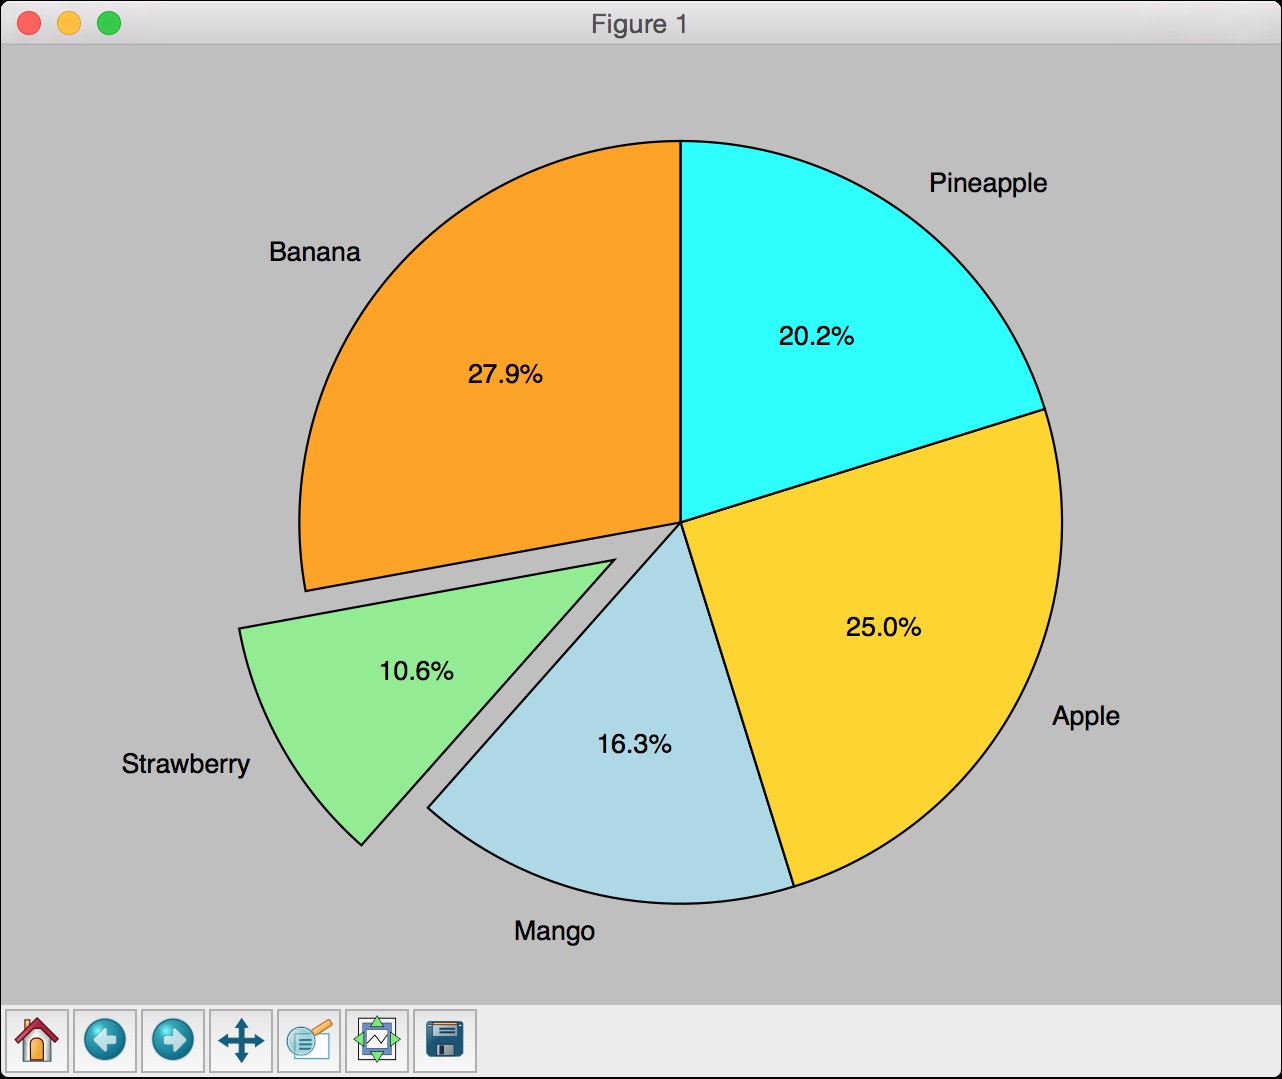 Figure 1
Pineapple
Banana
20.2%
27.9%
25.0%
10.6%
Apple
16.3%
Strawberry
Mango